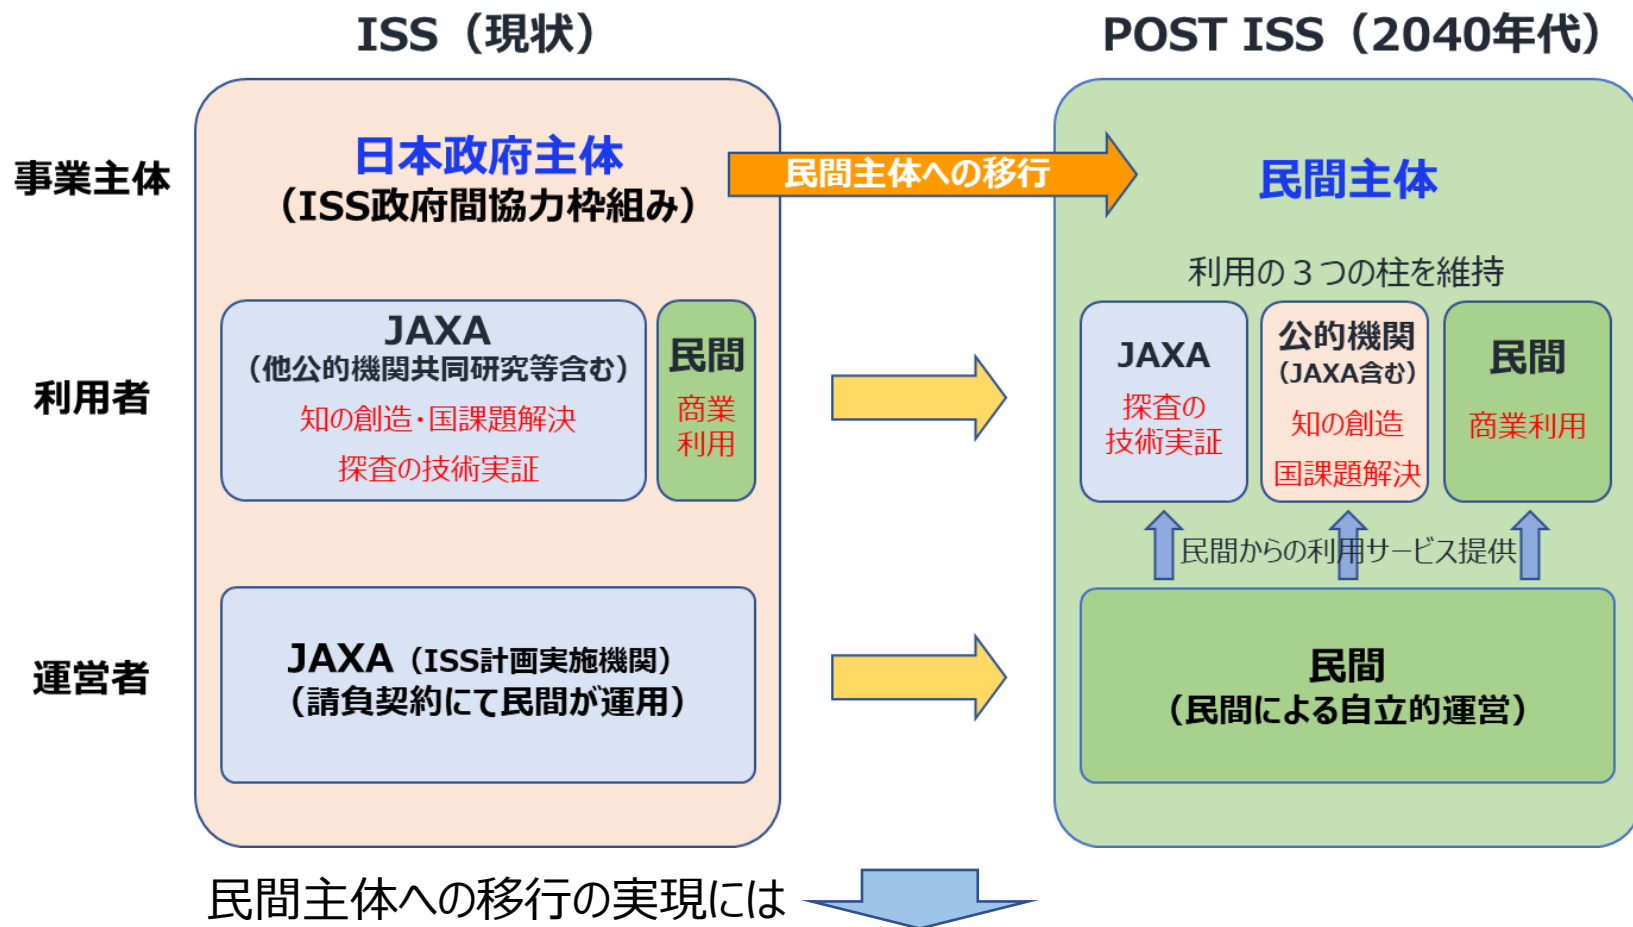 ISS（現状）
POST ISS（2040年代）
事業主体
日本政府主体
（ISS政府間協力枠組み）
民間主体への移行
民間主体
利用の３つの柱を維持
利用者
JAXA
（他公的機関共同研究等含む）
知の創造・国課題解決
探査の技術実証
民間
商業
利用
JAXA
探査の
技術実証
公的機関
（JAXA含む）
知の創造
国課題解決
民間
商業利用
民間からの利用サービス提供
運営者
JAXA（ISS計画実施機関）
（請負契約にて民間が運用）
民間
（民間による自立的運営）
民間主体への移行の実現には